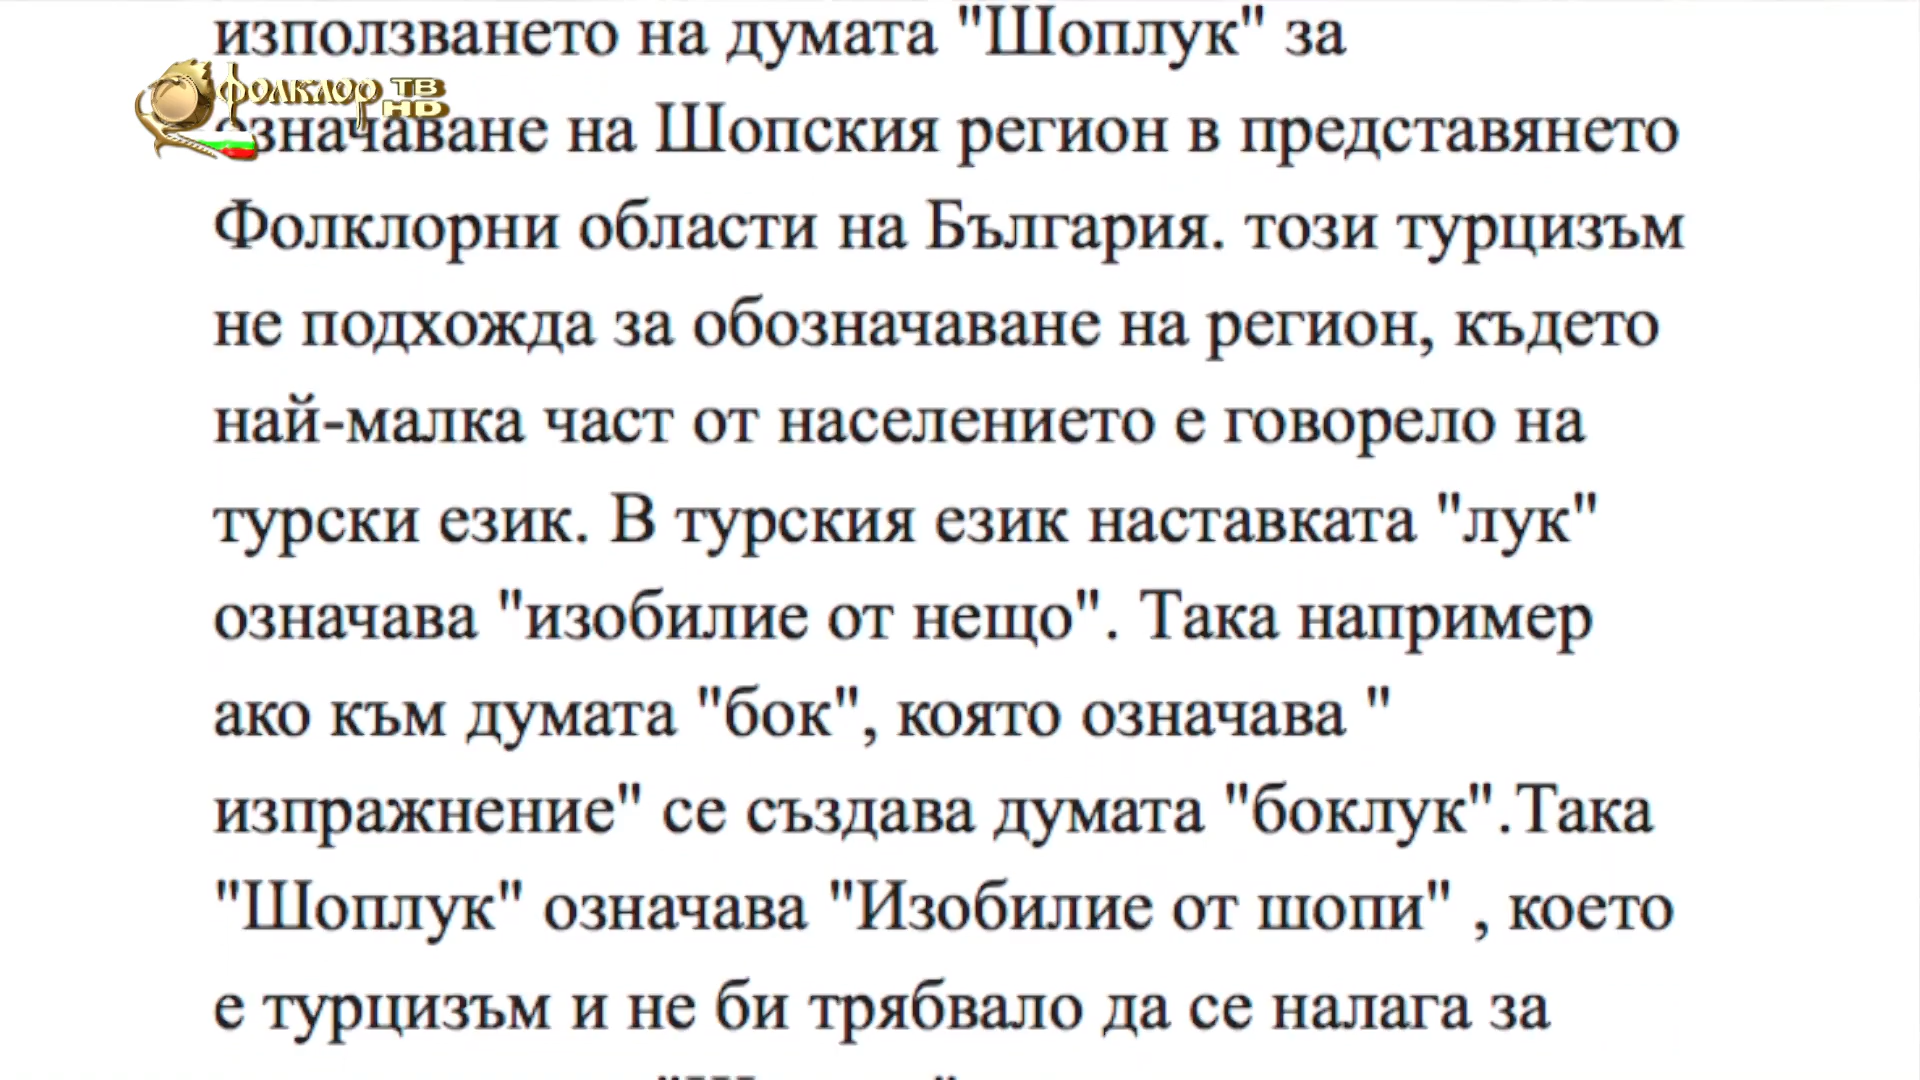 използването на думата "Шоплук" за
фолклор ТВ HD
означаване на Шопския регион в представянето
Фолклорни области на България. този турцизъм
не подхожда за обозначаване на регион, където
най-малка част от населението е говорело на
турски език. В турския език наставката "лук"
означава "изобилие от нещо". Така например
ако към думата "бок", която означава "
изпражнение" се създава думата "боклук".Така
"Шоплук" означава "Изобилие от шопи" , което
е турцизъм и не би трябвало да се налага за